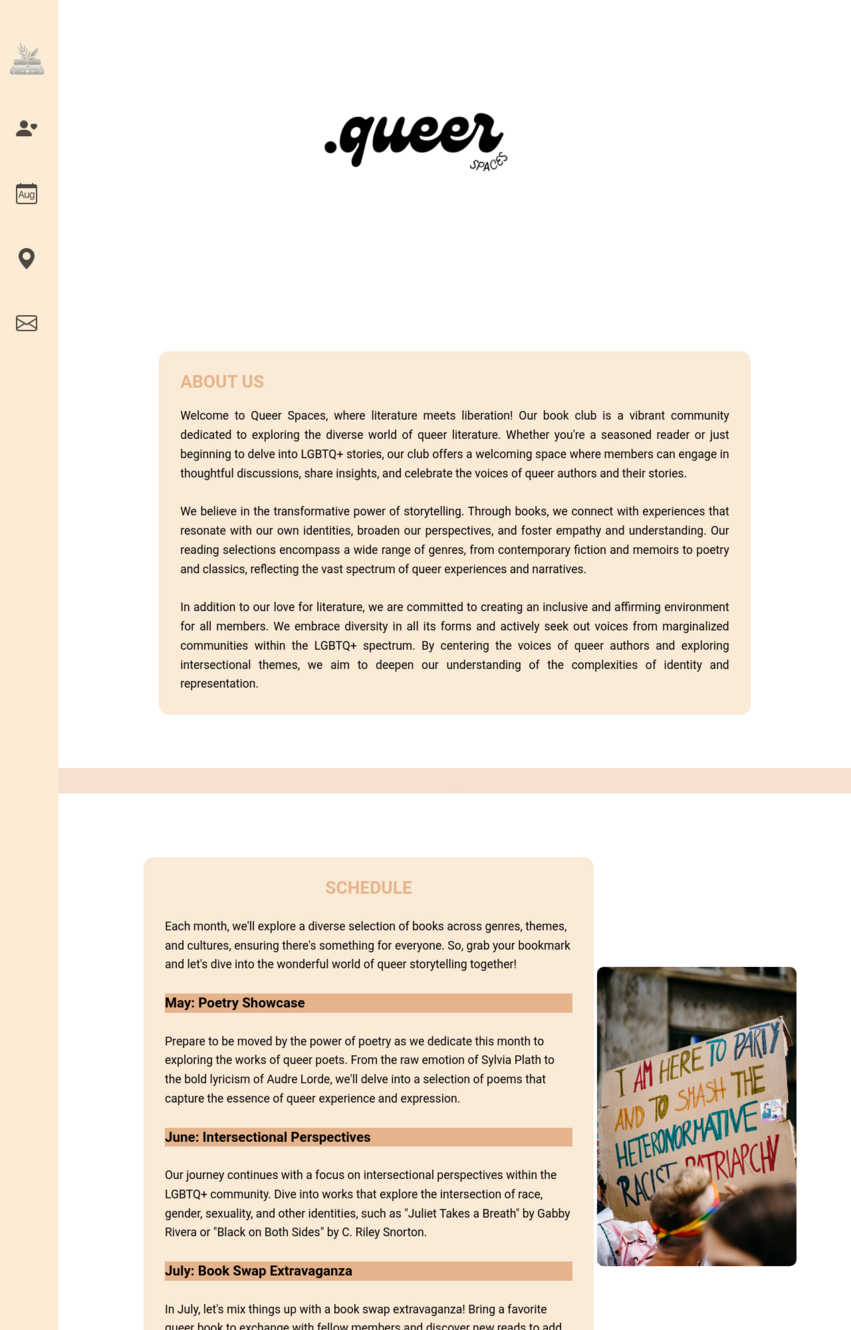 .queer
SPACES
Aug
ABOUT US
Welcome to Queer Spaces, where literature meets liberation! Our book club is a vibrant community
dedicated to exploring the diverse world of queer literature. Whether you're a seasoned reader or just
beginning to delve into LGBTQ+ stories, our club offers a welcoming space where members can engage in
thoughtful discussions, share insights, and celebrate the voices of queer authors and their stories.
We believe in the transformative power of storytelling. Through books, we connect with experiences that
resonate with our own identities, broaden our perspectives, and foster empathy and understanding. Our
reading selections encompass a wide range of genres, from contemporary fiction and memoirs to poetry
and classics, reflecting the vast spectrum of queer experiences and narratives.
In addition to our love for literature, we are committed to creating an inclusive and affirming environment
for all members. We embrace diversity in all its forms and actively seek out voices from marginalized
communities within the LGBTQ+ spectrum. By centering the voices of queer authors and exploring
intersectional themes, we aim to deepen our understanding of the complexities of identity and
representation.
SCHEDULE
Each month, we'll explore a diverse selection of books across genres, themes,
and cultures, ensuring there's something for everyone. So, grab your bookmark
and let's dive into the wonderful world of queer storytelling together!
May: Poetry Showcase
Prepare to be moved by the power of poetry as we dedicate this month to
exploring the works of queer poets. From the raw emotion of Sylvia Plath to
the bold lyricism of Audre Lorde, we'll delve into a selection of poems that
capture the essence of queer experience and expression.
June: Intersectional Perspectives
Our journey continues with a focus on intersectional perspectives within the
LGBTQ+ community. Dive into works that explore the intersection of race,
gender, sexuality, and other identities, such as "Juliet Takes a Breath" by Gabby
Rivera or "Black on Both Sides" by C. Riley Snorton.
July: Book Swap Extravaganza
In July, let's mix things up with a book swap extravaganza! Bring a favorite
queer book to exchange with fellow members and discover new reads to add
I AM HERE TO PARTY
AND TO SMASH THE
HETERONORMATIVE
RACIST PATRIARCHY